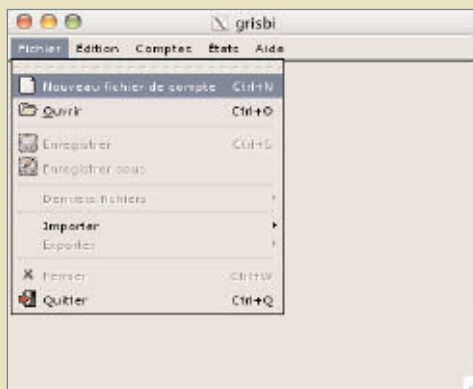 grisbi
Fichier Édition Comptes États Aide
Nouveau fichier de compte Ctrl+N
Ouvrir Ctrl+O
Enregistrer Ctrl+S
Enregistrer sous
Derniers fichiers
Importer
Exporter
Fermer Ctrl+W
Quitter Ctrl+Q